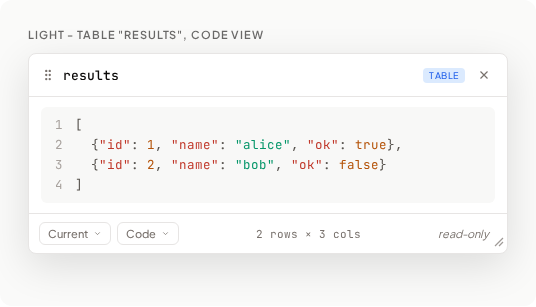 LIGHT – TABLE "RESULTS", CODE VIEW
results
TABLE ×
1 [
2   {"id": 1, "name": "alice", "ok": true},
3   {"id": 2, "name": "bob", "ok": false}
4 ]
Current Code 2 rows × 3 cols read-only